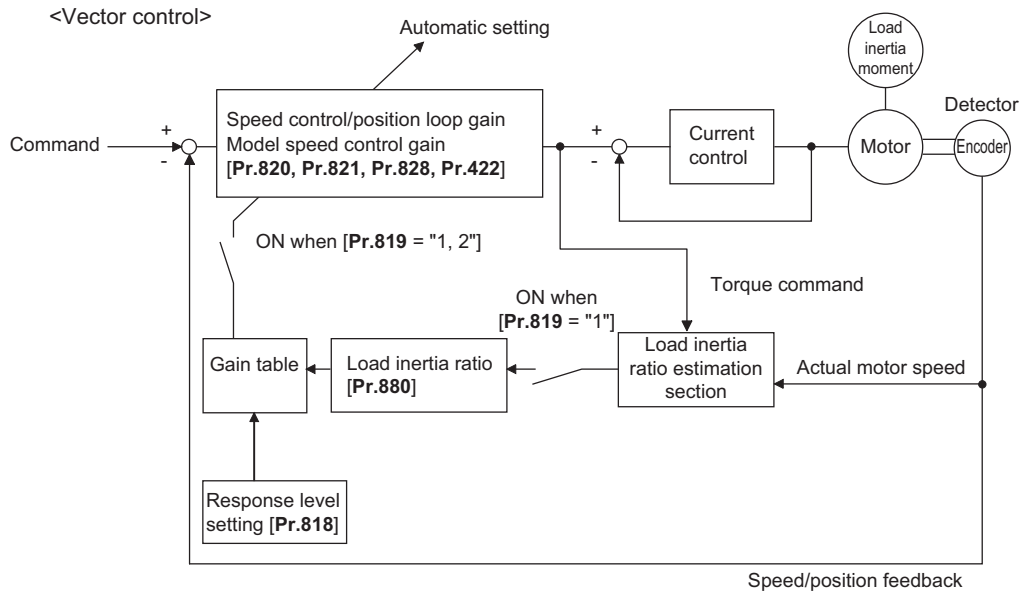 <Vector control>
Automatic setting
Load
inertia
moment
Detector
Command
+
-
Speed control/position loop gain
Model speed control gain
[Pr.820, Pr.821, Pr.828, Pr.422]
+
-
Current
control
Motor
Encoder
ON when [Pr.819 = "1, 2"]
Torque command
ON when
[Pr.819 = "1"]
Gain table
Load inertia ratio
[Pr.880]
Load inertia
ratio estimation
section
Actual motor speed
Response level
setting [Pr.818]
Speed/position feedback